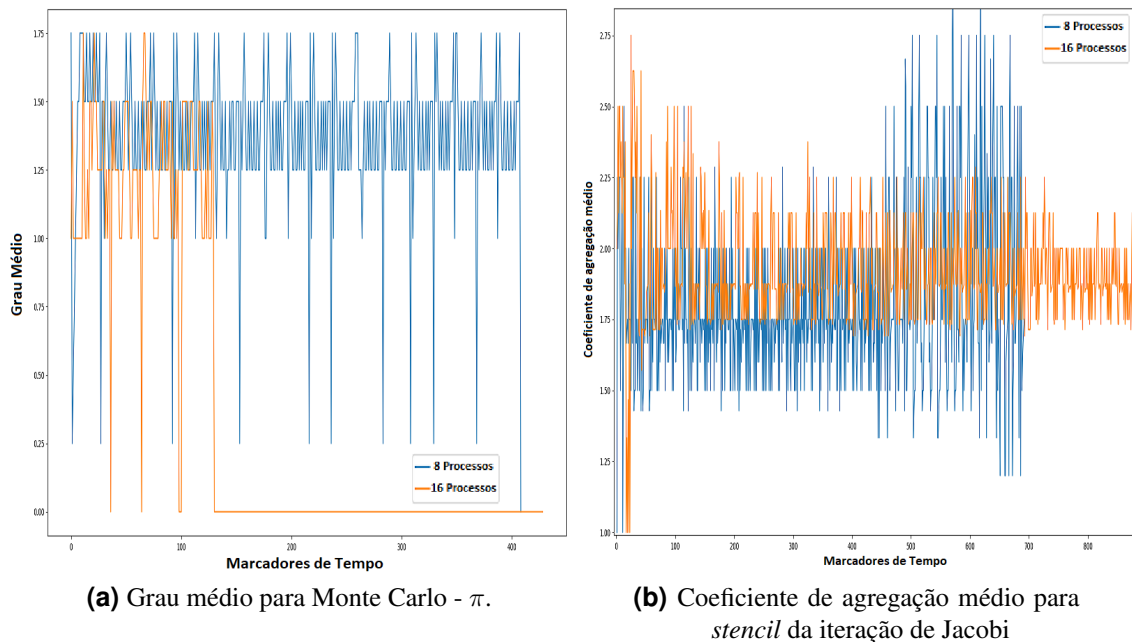 1.75
1.50
1.25
1.00
0.75
0.50
0.25
0.00
Grau Médio
8 Processos
16 Processos
0
100
200
300
400
Marcadores de Tempo
(a) Grau médio para Monte Carlo - π.
2.75
2.50
2.25
2.00
1.75
1.50
1.25
1.00
Coeficiente de agregação médio
8 Processos
16 Processos
0
100
200
300
400
500
600
700
800
Marcadores de Tempo
(b) Coeficiente de agregação médio para
stencil da iteração de Jacobi